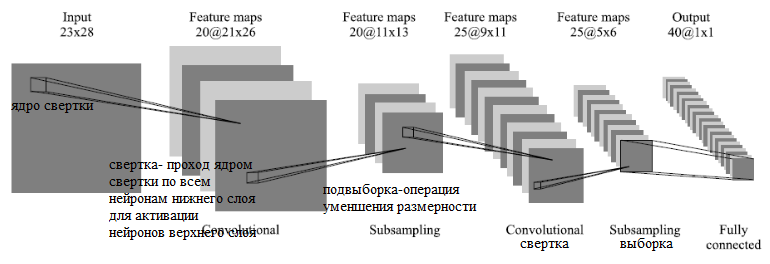 Input
23x28
Feature maps
20@21x26
Feature maps
20@11x13
Feature maps
25@9x11
Feature maps
25@5x6
Output
40@1x1
ядро свертки
свертка- проход ядром
свертки по всем
нейронам нижнего слоя
для активации
нейронов верхнего слоя
Convolutional
подвыборка-операция
уменшения размерности
Subsampling
Convolutional
свертка
Subsampling
выборка
Fully
connected